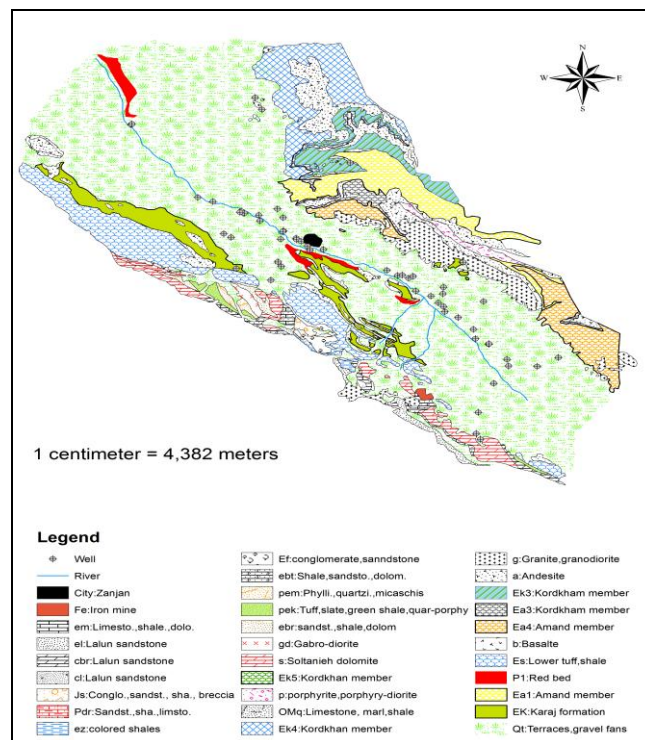 N
W E
S
1 centimeter = 4,382 meters
Legend
Well
River
City:Zanjan
Fe:Iron mine
em:Limesto.,shale.,dolo.
el:Lalun sandstone
cbr:Lalun sandstone
cl:Lalun sandstone
Js:Conglo.,sandst., sha., breccia
Pdr:Sandst.,sha.,limsto.
ez:colored shales
Ef:conglomerate,sanndstone
ebt:Shale,sandsto.,dolom.
pem:Phylli.,quartzi.,micaschis
pek:Tuff,slate,green shale,quar-porphy
ebr:sandst.,shale,dolom
gd:Gabro-diorite
s:Soltanieh dolomite
Ek5:Kordkhan member
p:porphyrite,porphyry-diorite
OMq:Limestone, marl,shale
Ek4:Kordkhan member
g:Granite,granodiorite
a:Andesite
Ek3:Kordkham member
Ea3:Kordkham member
Ea4:Amand member
b:Basalte
Es:Lower tuff,shale
P1:Red bed
Ea1:Amand member
EK:Karaj formation
Qt:Terraces,gravel fans